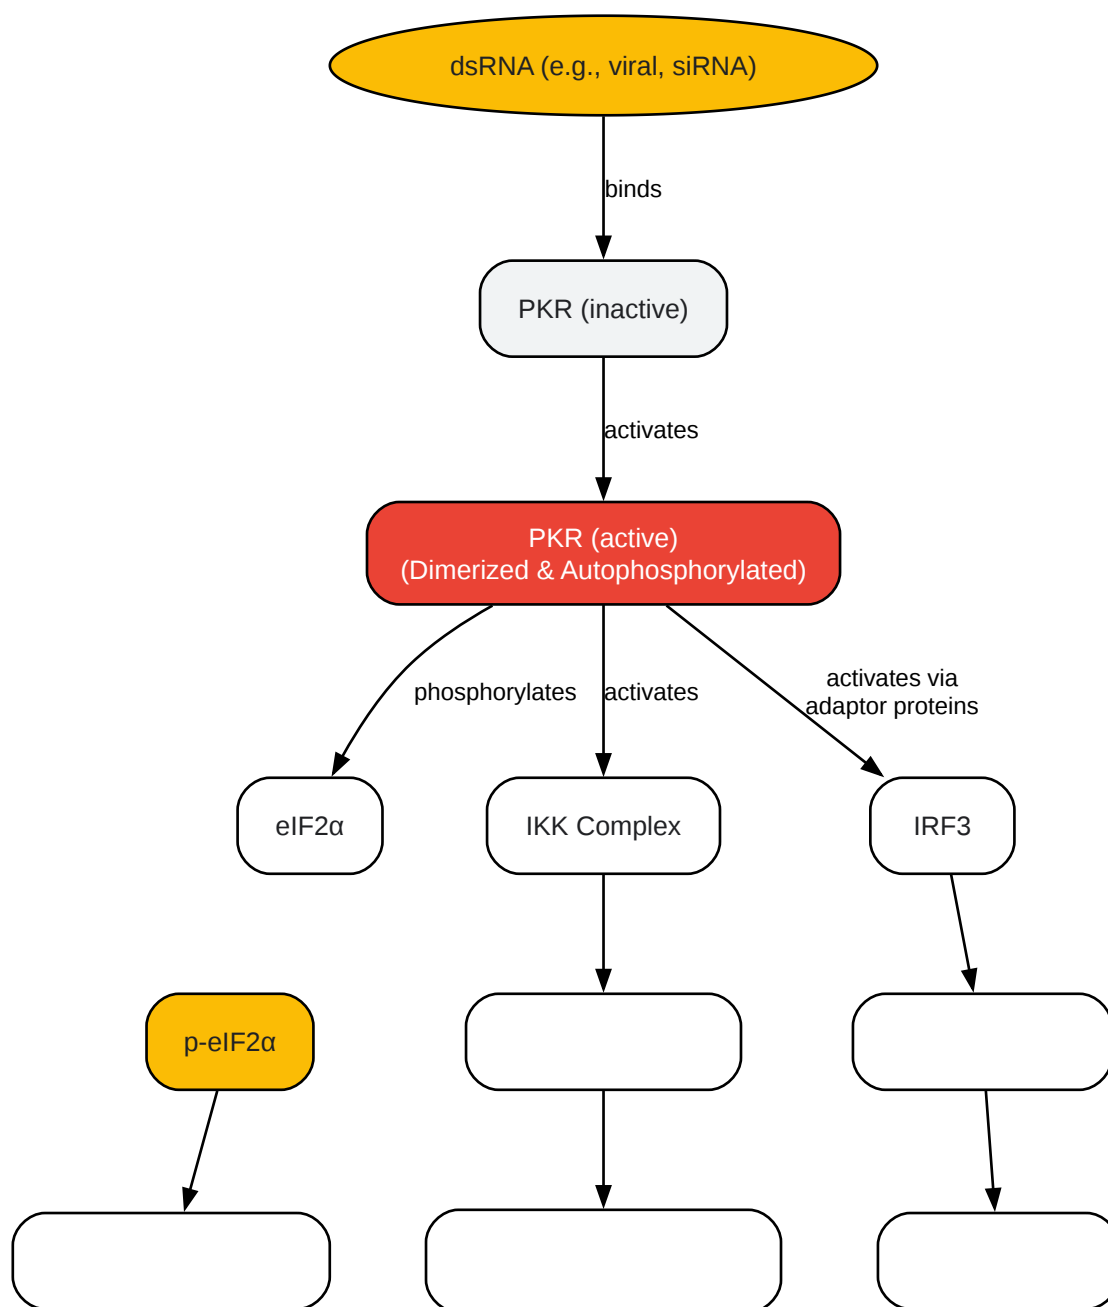 dsRNA (e.g., viral, siRNA)
binds
PKR (inactive)
activates
PKR (active)
(Dimerized & Autophosphorylated)
phosphorylates
activates
activates via
adaptor proteins
eIF2α
IKK Complex
IRF3
p-eIF2α